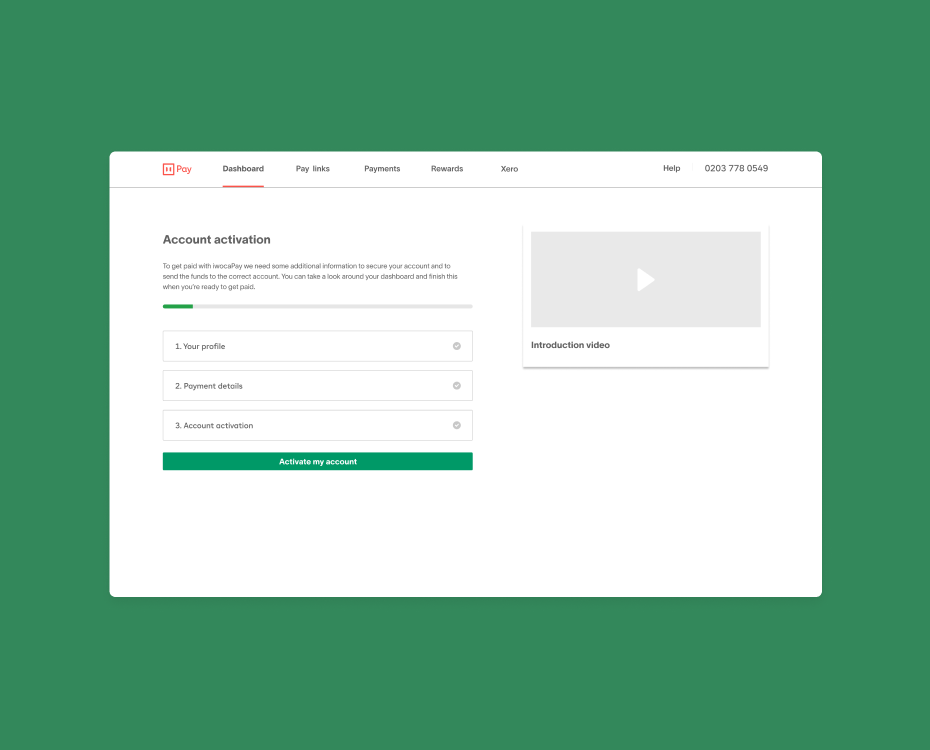 Pay
Dashboard
Pay links
Payments
Rewards
Xero
Help
0203 778 0549
Account activation
To get paid with iwocaPay we need some additional information to secure your account and to
send the funds to the correct account. You can take a look around your dashboard and finish this
when you're ready to get paid.
1. Your profile
2. Payment details
3. Account activation
Activate my account
Introduction video